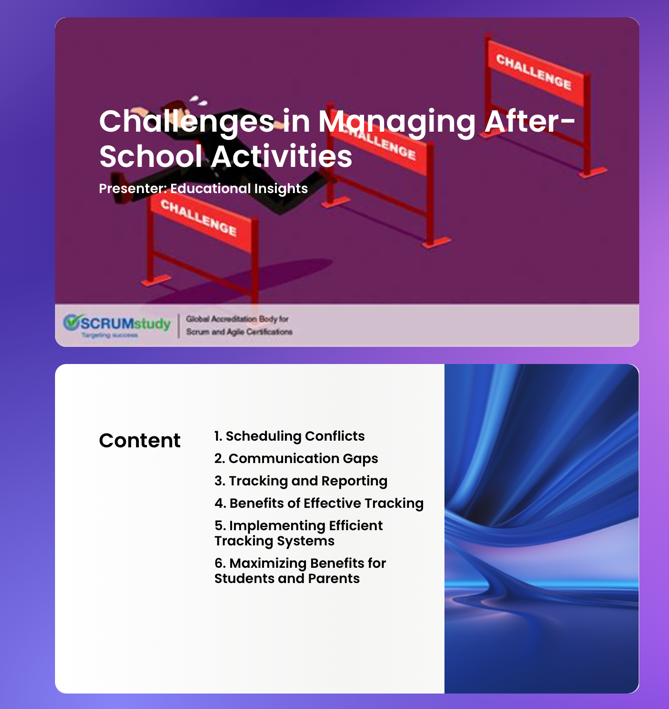 CHALLENGE
Challenges in Managing After-
CHALLENGE
School Activities
Presenter: Educational Insights
CHALLENGE
SCRUMstudy
Targeting success
Global Accreditation Body for
Scrum and Agile Certifications
Content
1. Scheduling Conflicts
2. Communication Gaps
3. Tracking and Reporting
4. Benefits of Effective Tracking
5. Implementing Efficient
Tracking Systems
6. Maximizing Benefits for
Students and Parents